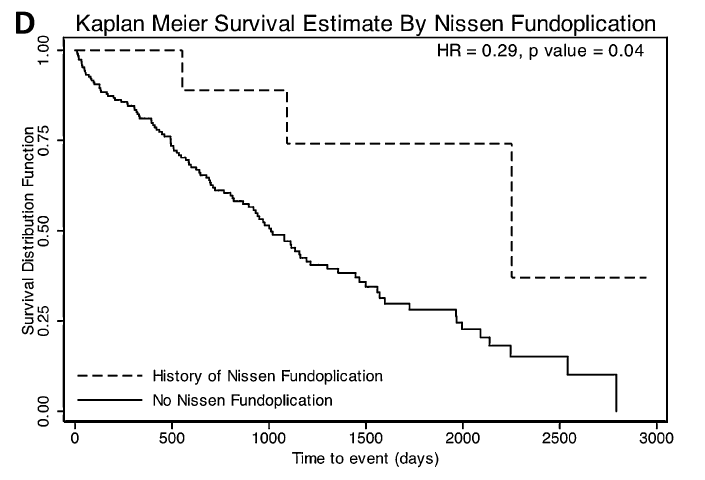 D Kaplan Meier Survival Estimate By Nissen Fundoplication
HR = 0.29, p value = 0.04
Survival Distribution Function
1.00
0.75
0.50
0.25
0.00
History of Nissen Fundoplication
No Nissen Fundoplication
0 500 1000 1500 2000 2500 3000
Time to event (days)